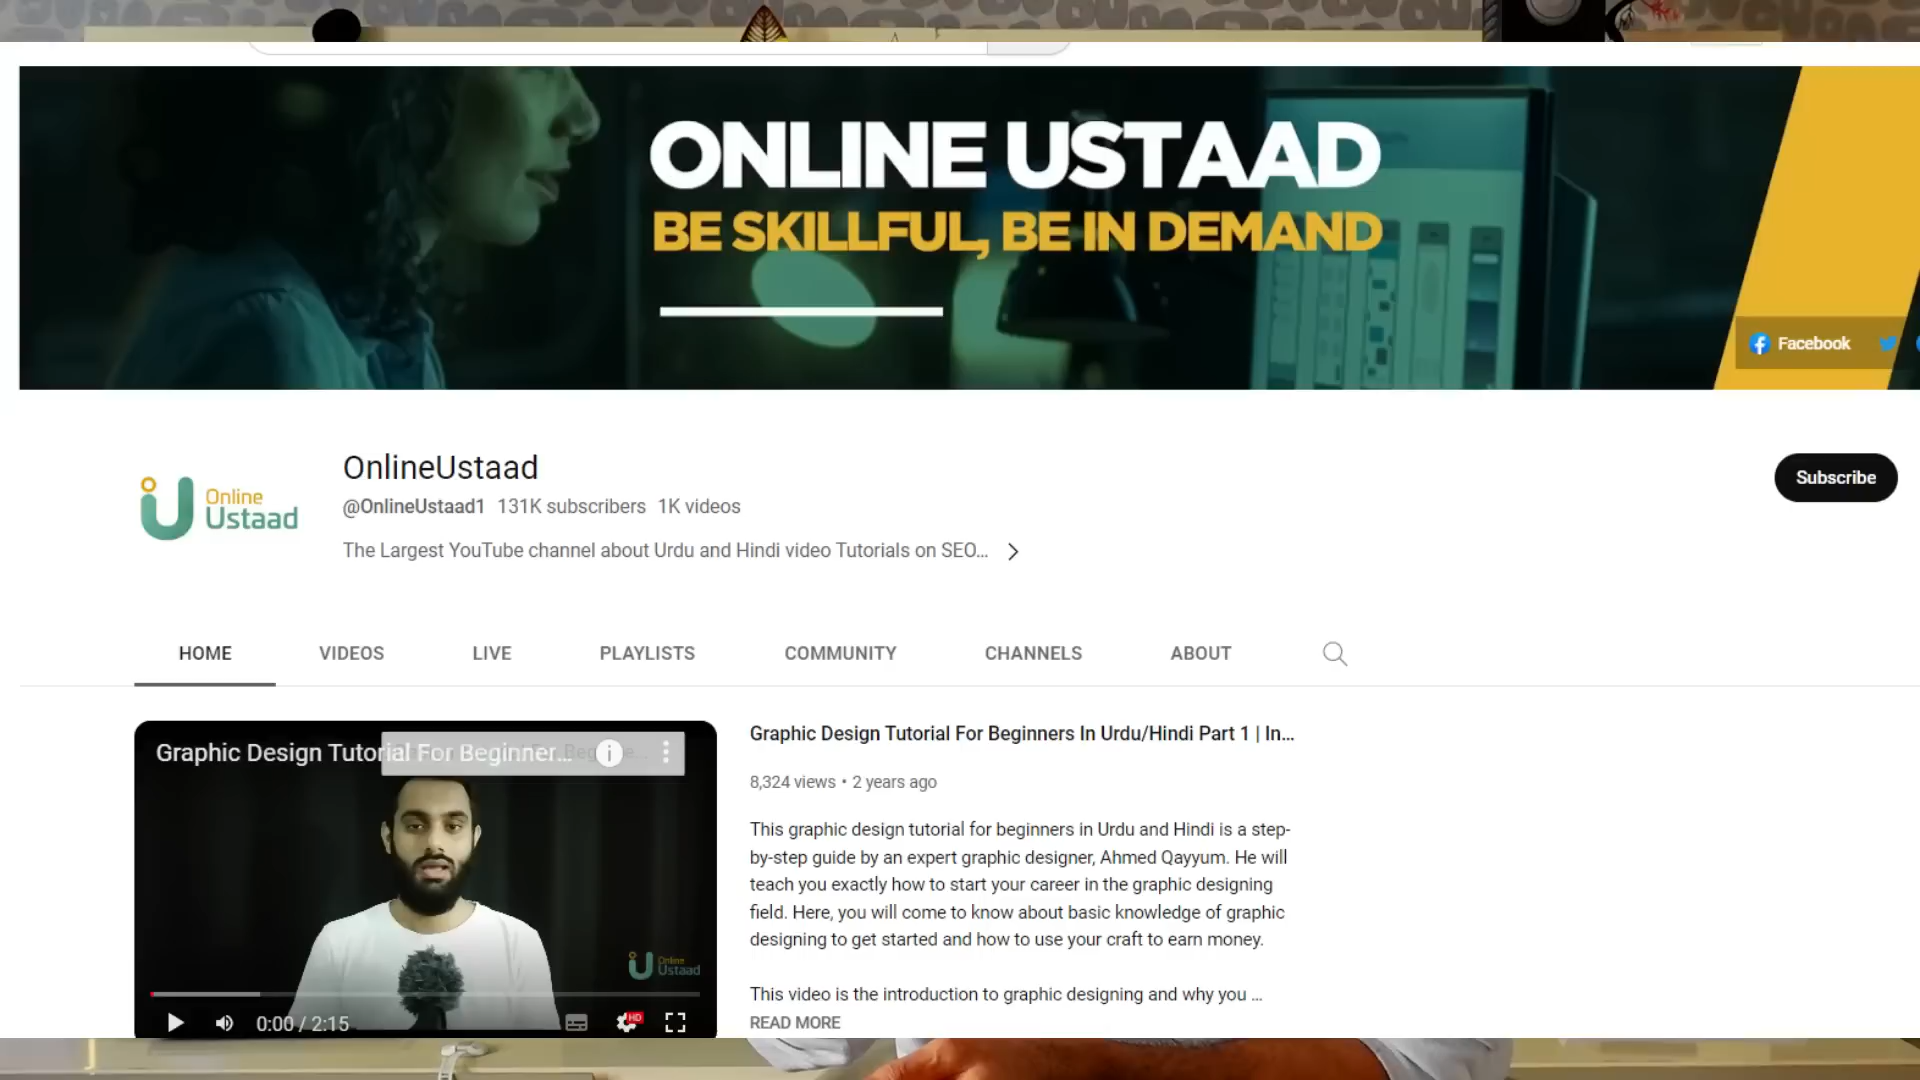 ONLINE USTAAD
BE SKILLFUL, BE IN DEMAND
Facebook
OnlineUstaad
@OnlineUstaad1 131K subscribers 1K videos
The Largest YouTube channel about Urdu and Hindi video Tutorials on SEO...
Subscribe
Online
Ustaad
HOME VIDEOS LIVE PLAYLISTS COMMUNITY CHANNELS ABOUT
Graphic Design Tutorial For Beginner...
Online
Ustaad
0:00 / 2:15
HD
Graphic Design Tutorial For Beginners In Urdu/Hindi Part 1 | In...
8,324 views • 2 years ago
This graphic design tutorial for beginners in Urdu and Hindi is a step-
by-step guide by an expert graphic designer, Ahmed Qayyum. He will
teach you exactly how to start your career in the graphic designing
field. Here, you will come to know about basic knowledge of graphic
designing to get started and how to use your craft to earn money.
This video is the introduction to graphic designing and why you ...
READ MORE